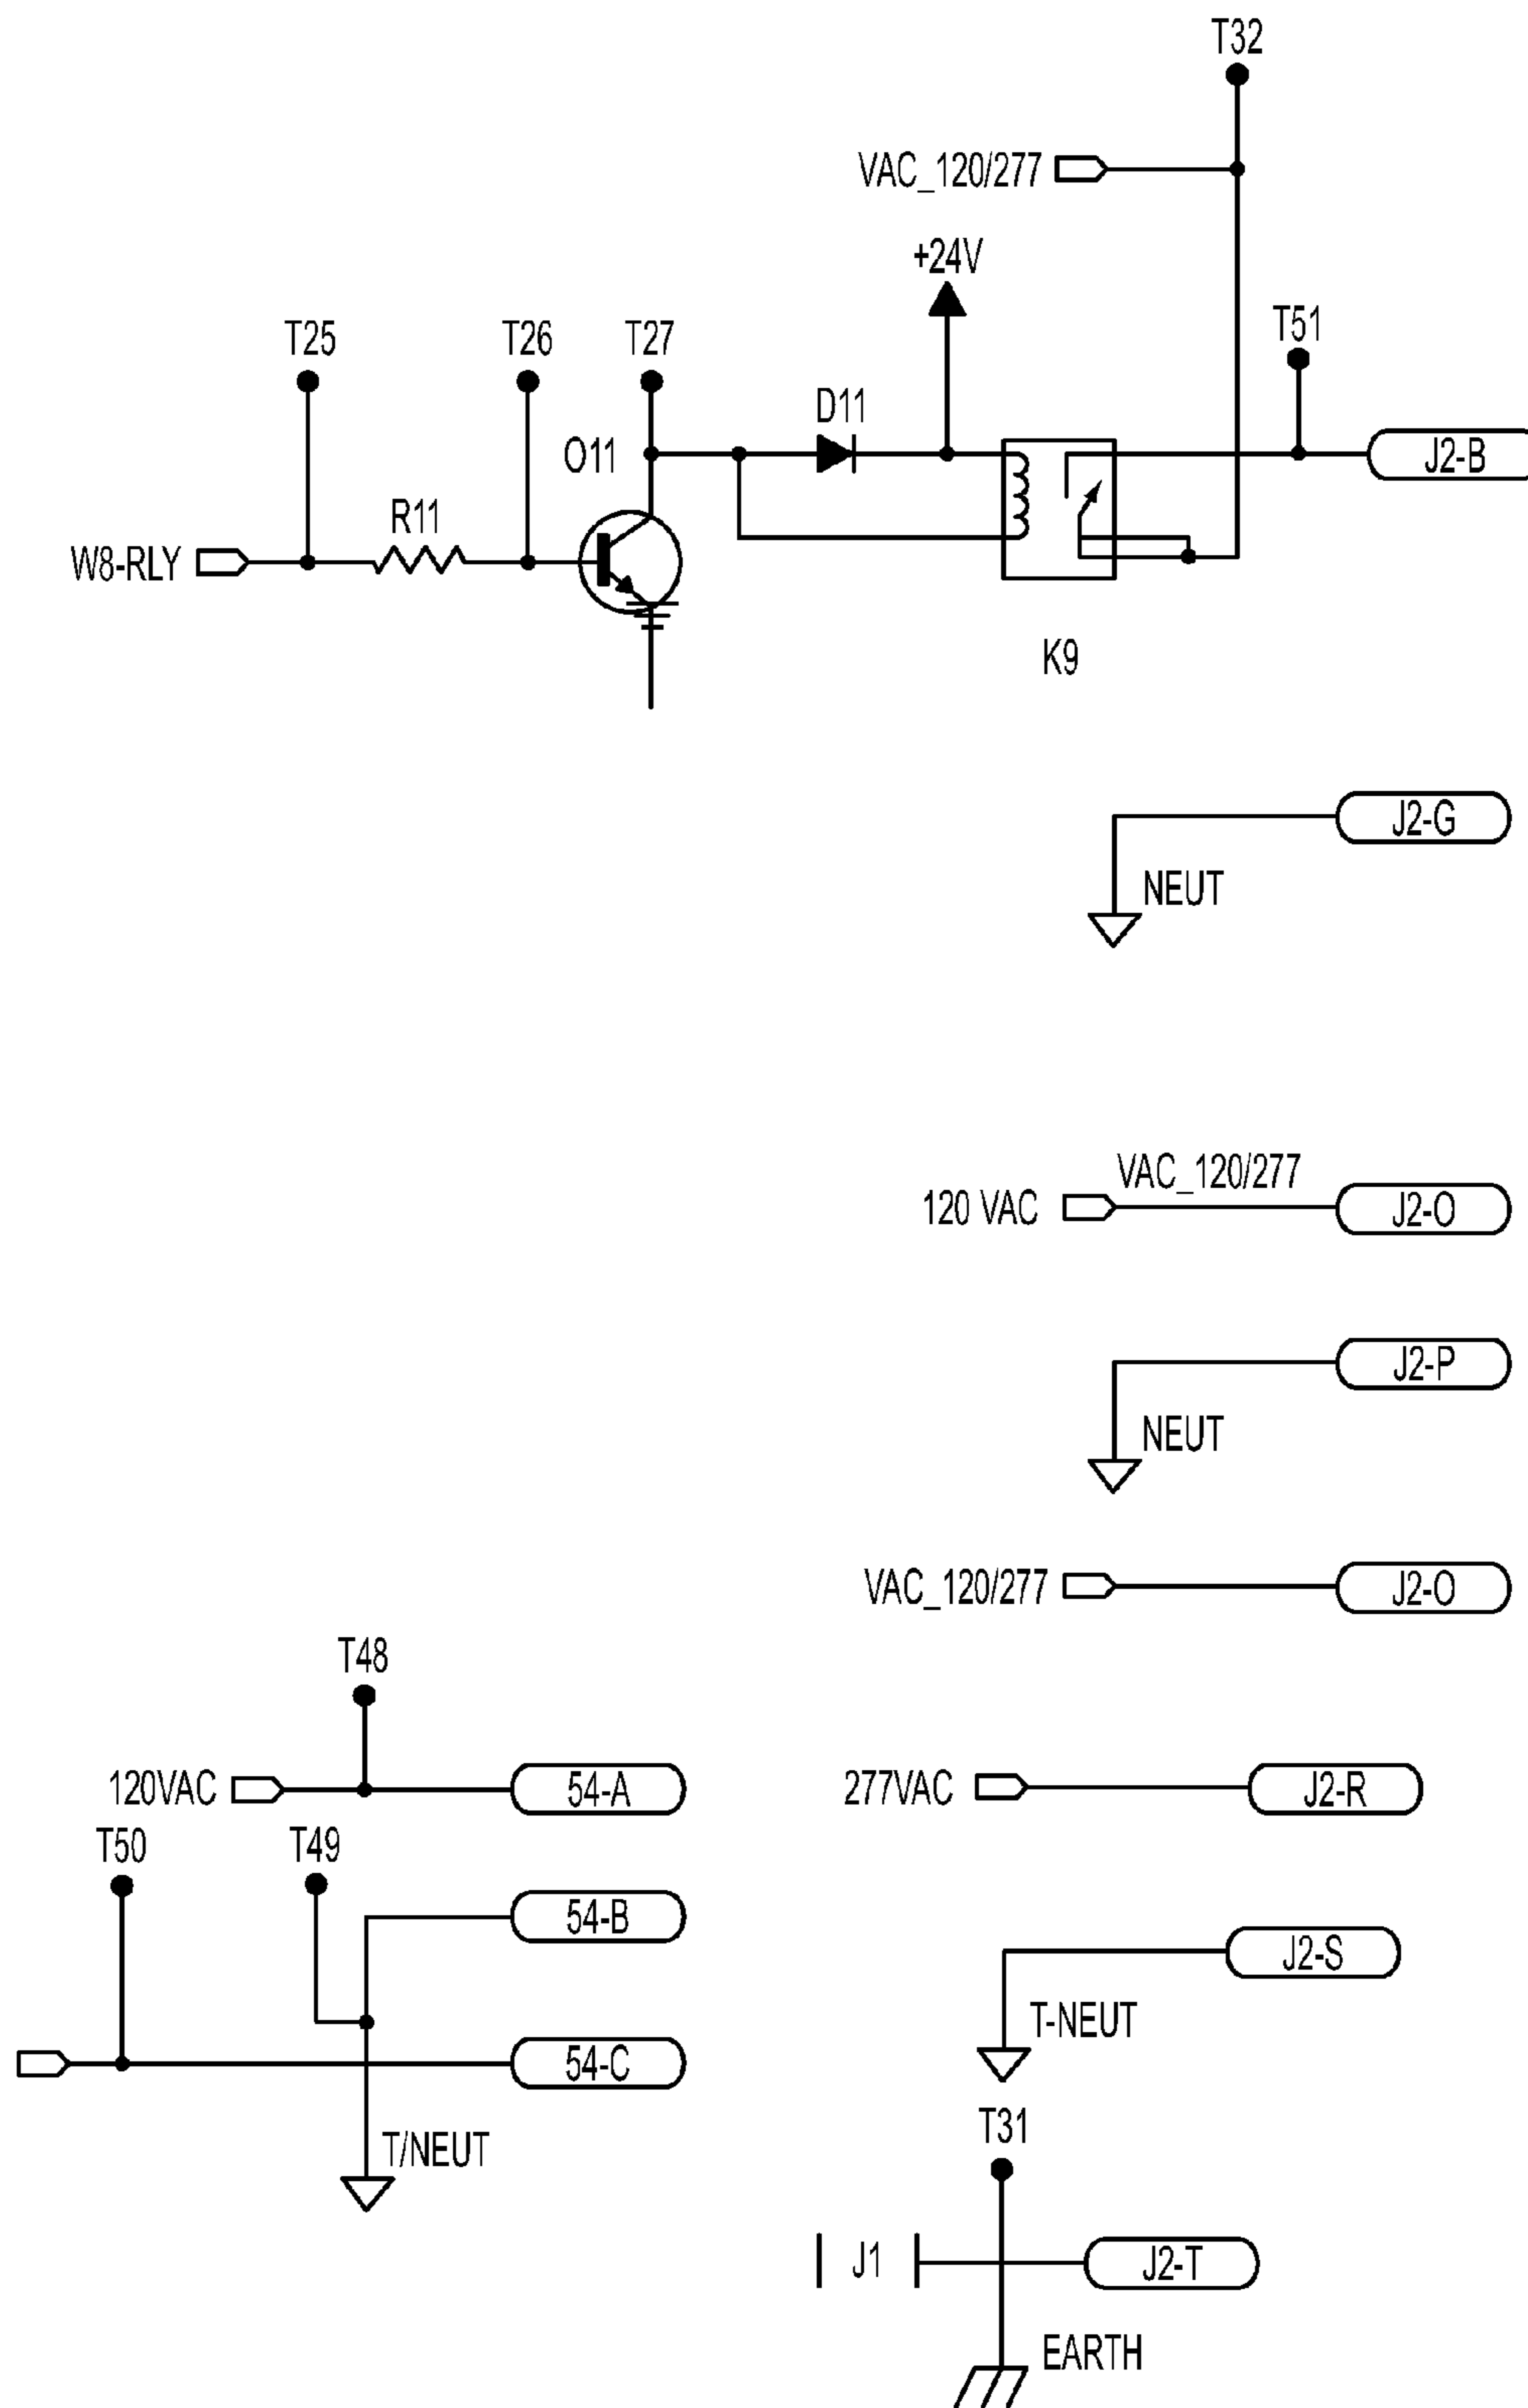 T32
VAC_120/277
+24V
T25
T26
T27
T51
D11
O11
J2-B
R11
W8-RLY
K9
J2-G
NEUT
VAC_120/277
120 VAC
J2-O
J2-P
NEUT
VAC_120/277
J2-O
T48
120VAC
54-A
277VAC
J2-R
T50
T49
54-B
J2-S
T-NEUT
54-C
T31
T/NEUT
J1
J2-T
EARTH